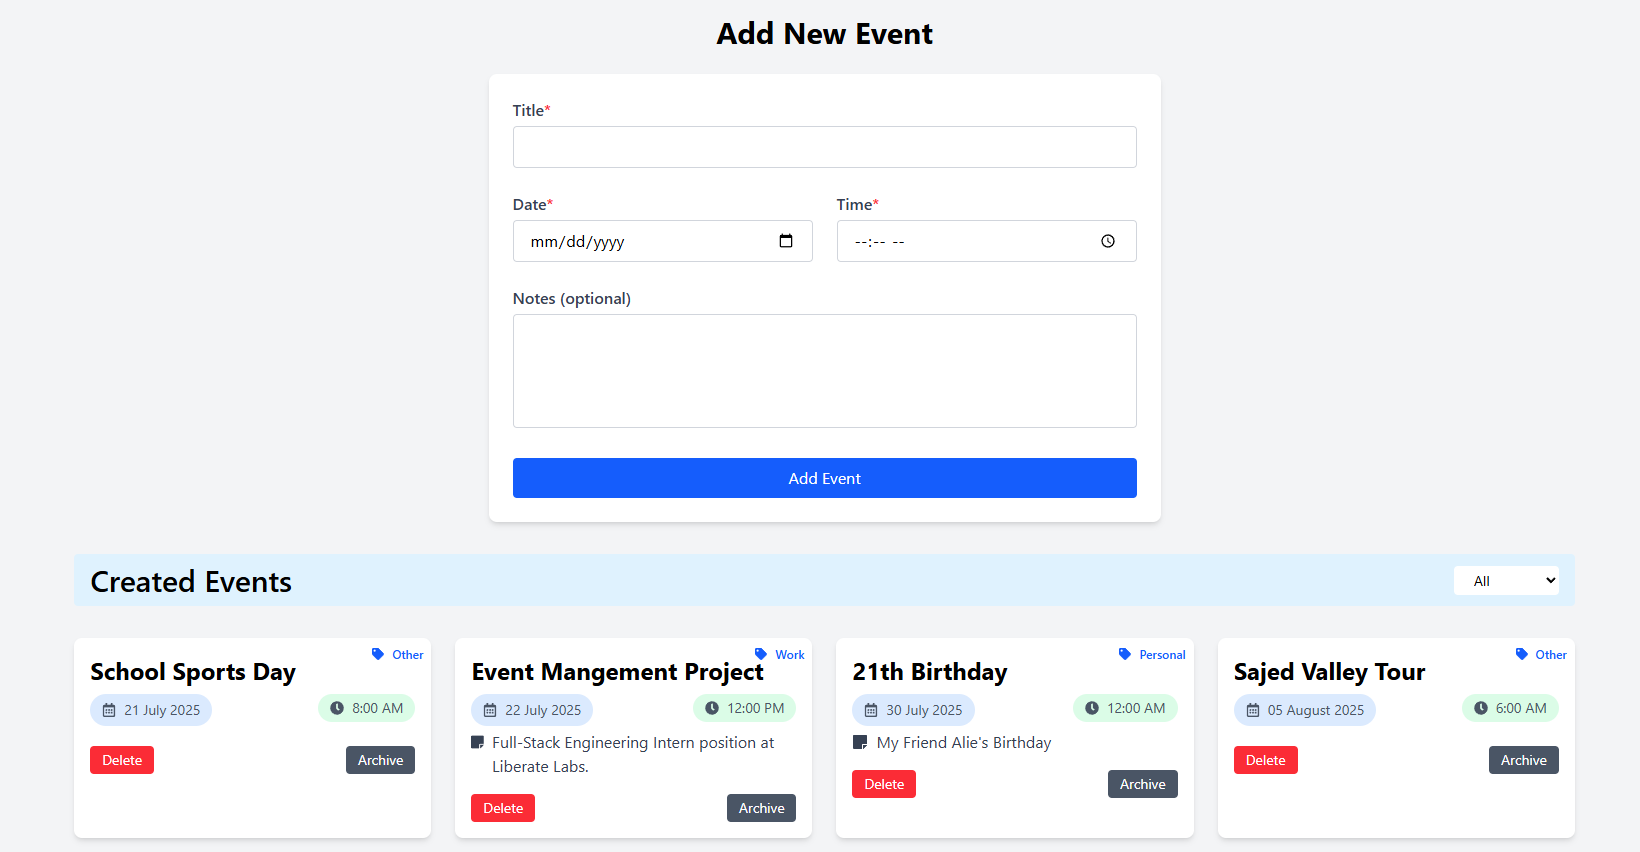 Add New Event
Title*
Date* Time*
mm/dd/yyyy --:-- --
Notes (optional)
Add Event
Created Events All
Other
School Sports Day
21 July 2025 8:00 AM
Delete Archive
Work
Event Mangement Project
22 July 2025 12:00 PM
Full-Stack Engineering Intern position at
Liberate Labs.
Delete Archive
Personal
21th Birthday
30 July 2025 12:00 AM
My Friend Alie's Birthday
Delete Archive
Other
Sajed Valley Tour
05 August 2025 6:00 AM
Delete Archive